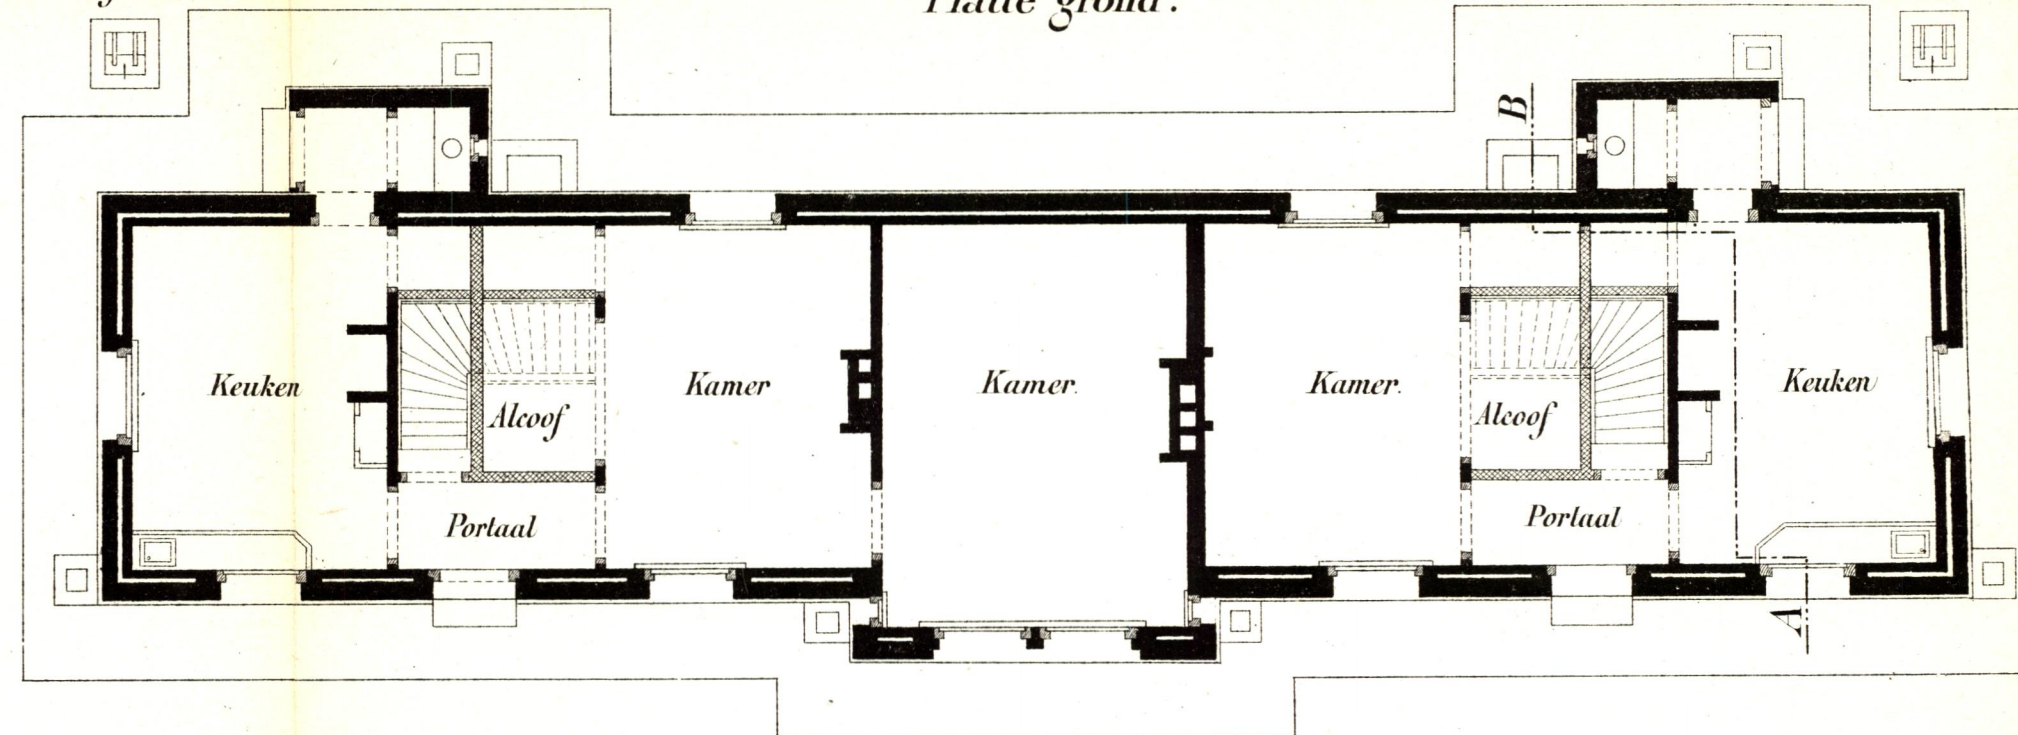 Platte grond.
B
Keuken
Alcoof
Kamer
Kamer.
Kamer.
Alcoof
Keuken
Portaal
Portaal
A